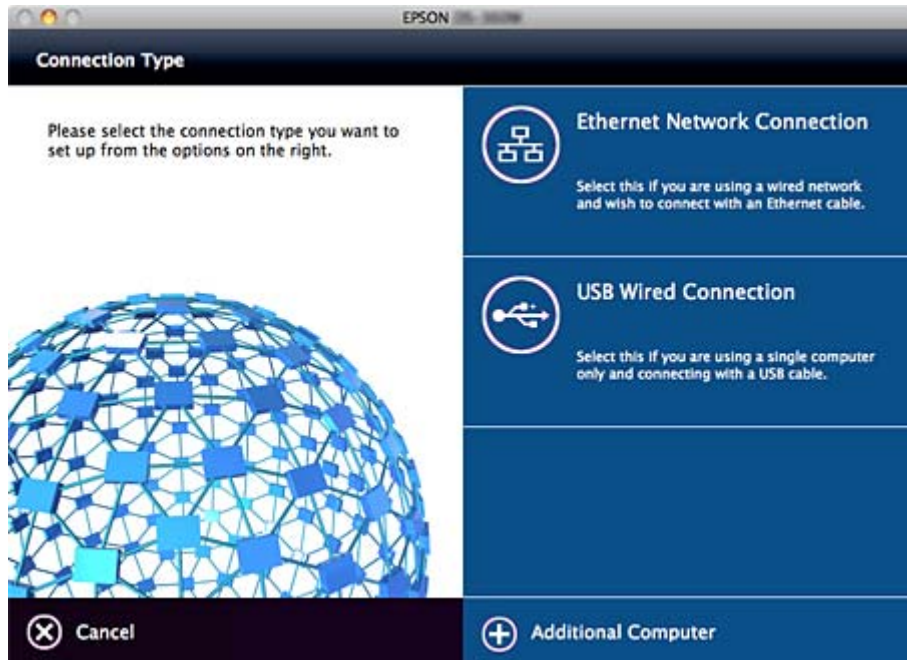 EPSON
Connection Type
Please select the connection type you want to
set up from the options on the right.
Ethernet Network Connection
Select this if you are using a wired network
and wish to connect with an Ethernet cable.
USB Wired Connection
Select this if you are using a single computer
only and connecting with a USB cable.
Cancel
Additional Computer